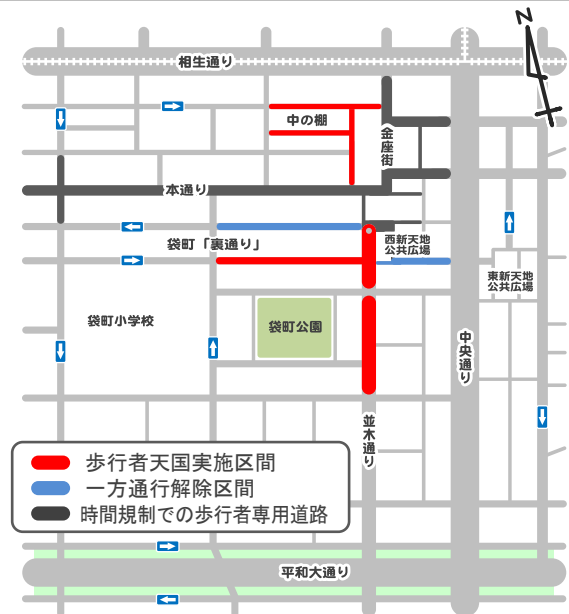 N
相生通り
中の棚
金座街
本通り
袋町「裏通り」
西新天地
公共広場
東新天地
公共広場
袋町小学校
袋町公園
中央通り
並木通り
歩行者天国実施区間
一方通行解除区間
時間規制での歩行者専用道路
平和大通り